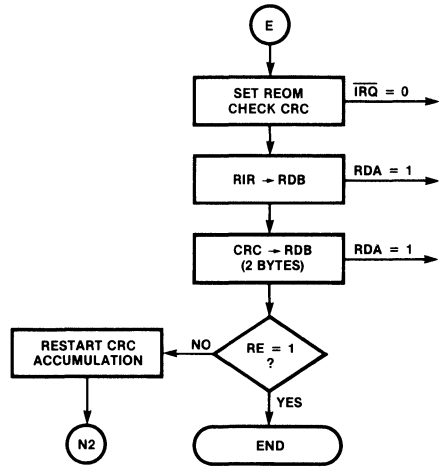 E
SET REOM
CHECK CRC
IRQ = 0
RIR → RDB
RDA = 1
CRC → RDB
(2 BYTES)
RDA = 1
RE = 1
?
NO
RESTART CRC
ACCUMULATION
YES
N2
END